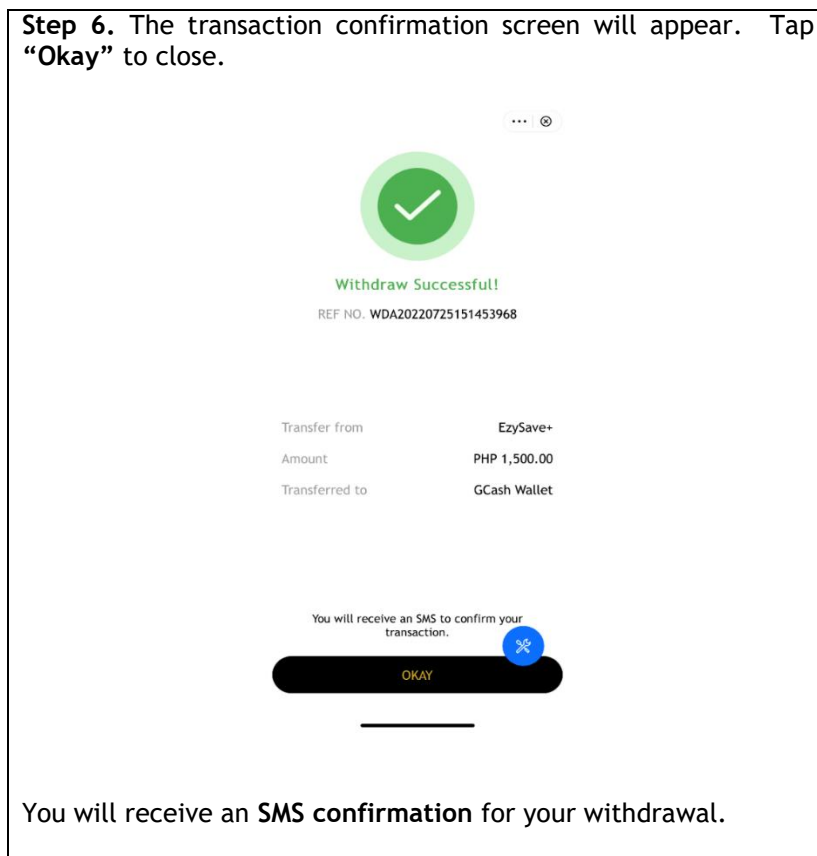 Step 6. The transaction confirmation screen will appear. Tap
“Okay” to close.
Withdraw Successful!
REF NO. WDA20220725151453968
Transfer from EzySave+
Amount PHP 1,500.00
Transferred to GCash Wallet
You will receive an SMS to confirm your
transaction.
OKAY
You will receive an SMS confirmation for your withdrawal.